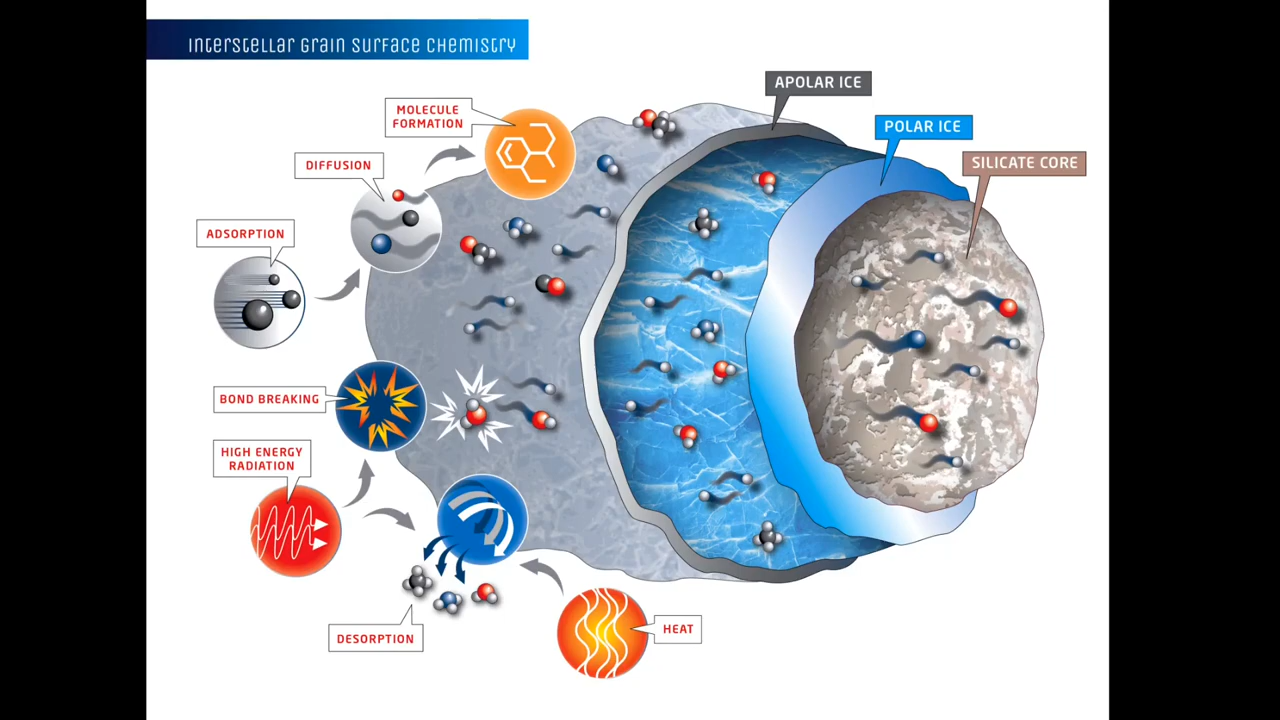 Interstellar Grain Surface Chemistry
APOLAR ICE
MOLECULE
FORMATION
POLAR ICE
DIFFUSION
SILICATE CORE
ADSORPTION
BOND BREAKING
HIGH ENERGY
RADIATION
DESORPTION
HEAT